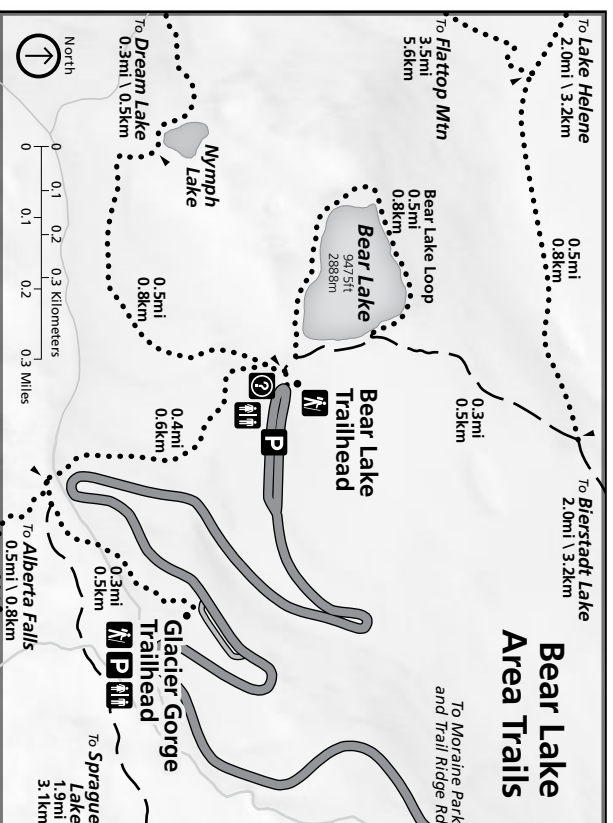 Bear Lake
Area Trails
To Lake Helene
2.0mi \ 3.2km
To Flattop Mtn
3.5mi
5.6km
0.5mi
0.8km
To Bierstadt Lake
2.0mi \ 3.2km
0.3mi
0.5km
Bear Lake Loop
0.5mi
0.8km
Bear Lake
9475ft
2888m
Bear Lake
Trailhead
?
P
To Moraine Park
and Trail Ridge Rd
Nymph
Lake
To Dream Lake
0.3mi \ 0.5km
0.5mi
0.8km
0.4mi
0.6km
Glacier Gorge
Trailhead
P
0.3mi
0.5km
To Alberta Falls
0.5mi \ 0.8km
To Sprague
Lake
1.9mi
3.1km
North
0 0.1 0.2 0.3 Kilometers
0 0.1 0.2 0.3 Miles